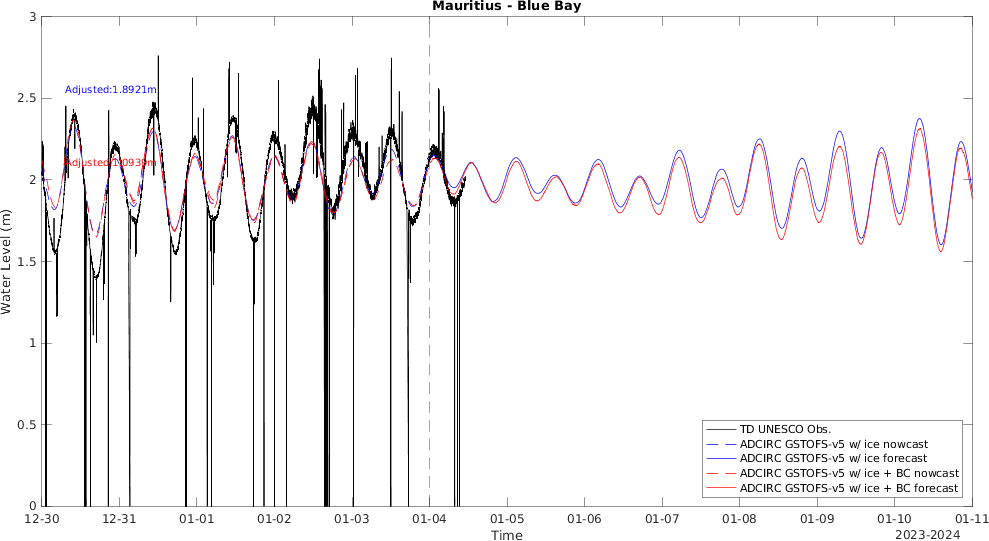 Mauritius - Blue Bay
Water Level (m)
3
2.5
2
1.5
1
0.5
0
Adjusted:1.8921m
Adjusted:1.0939m
TD UNESCO Obs.
ADCIRC GSTOFS-v5 w/ ice nowcast
ADCIRC GSTOFS-v5 w/ ice forecast
ADCIRC GSTOFS-v5 w/ ice + BC nowcast
ADCIRC GSTOFS-v5 w/ ice + BC forecast
12-30 12-31 01-01 01-02 01-03 01-04 01-05 01-06 01-07 01-08 01-09 01-10 01-11
Time
2023-2024